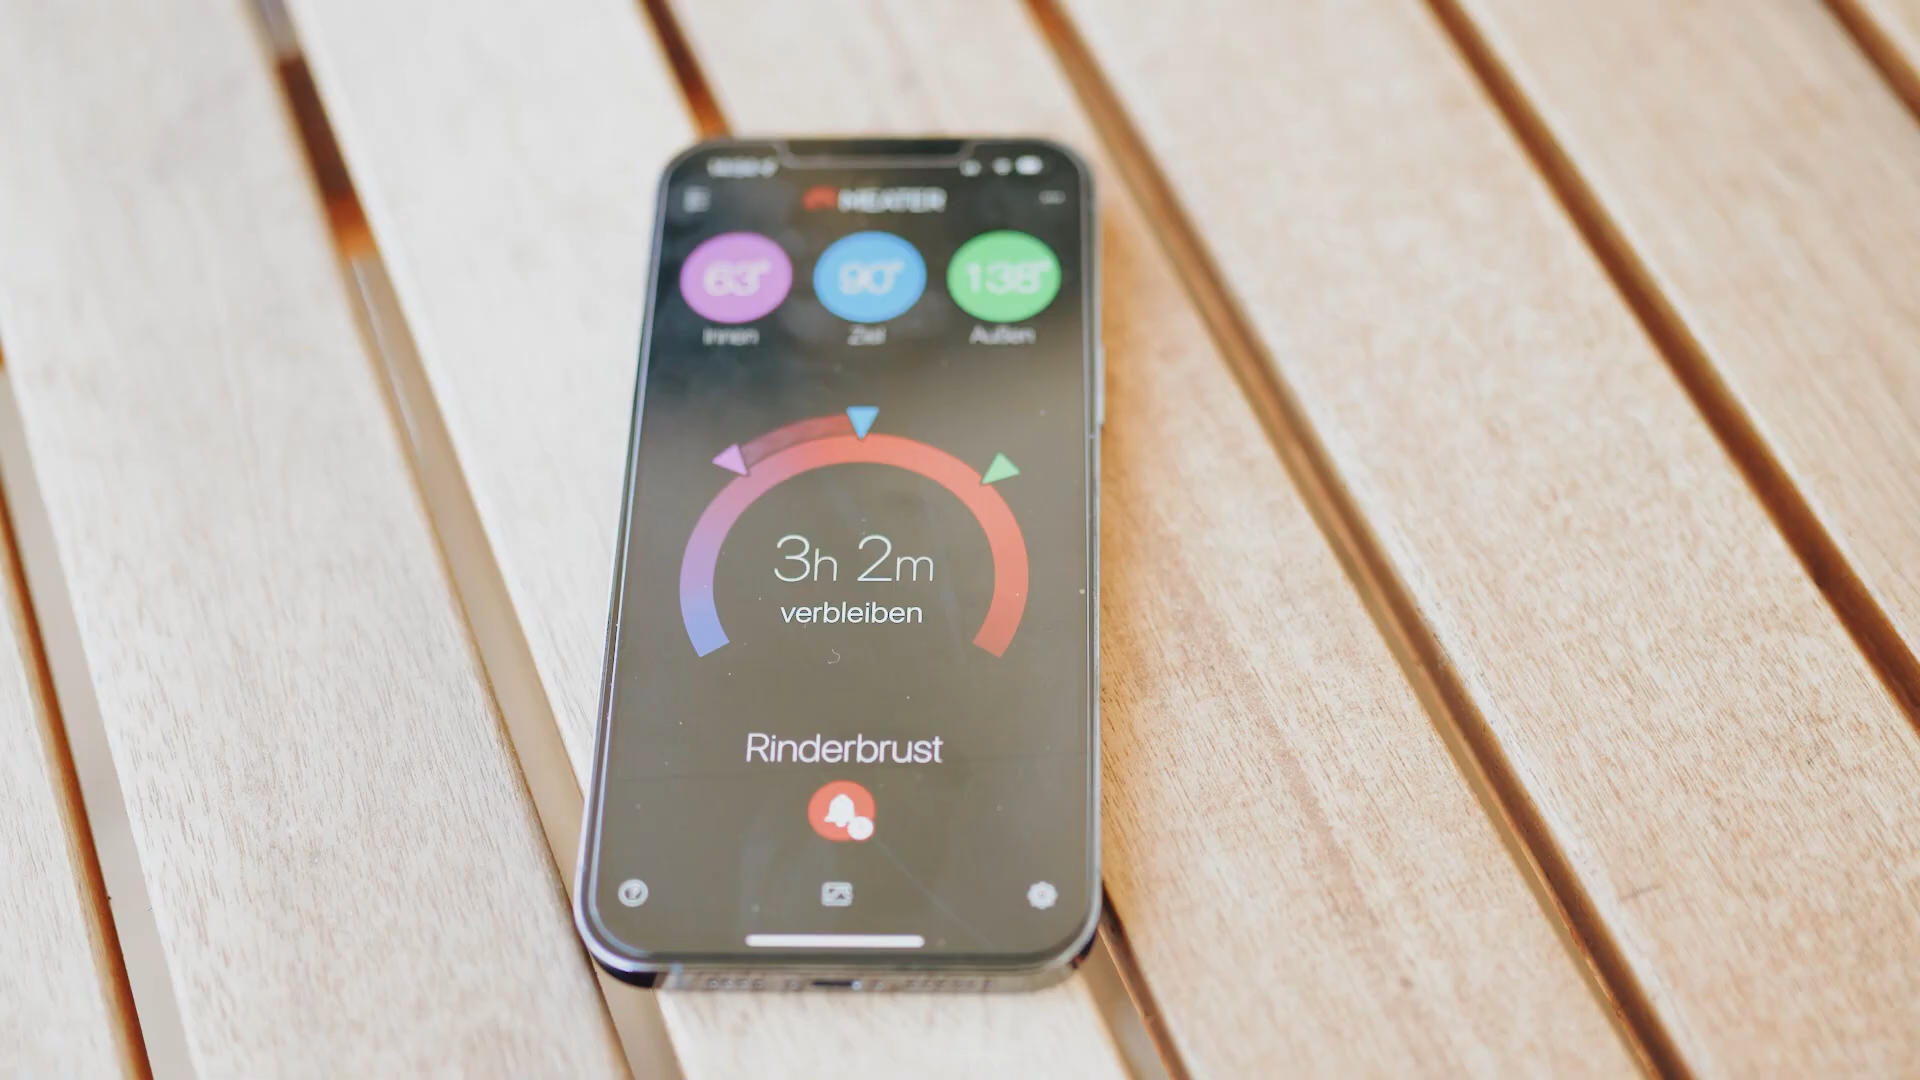 MEATER
63° 90° 138°
Innen Ziel Außen
3h 2m
verbleiben
Rinderbrust